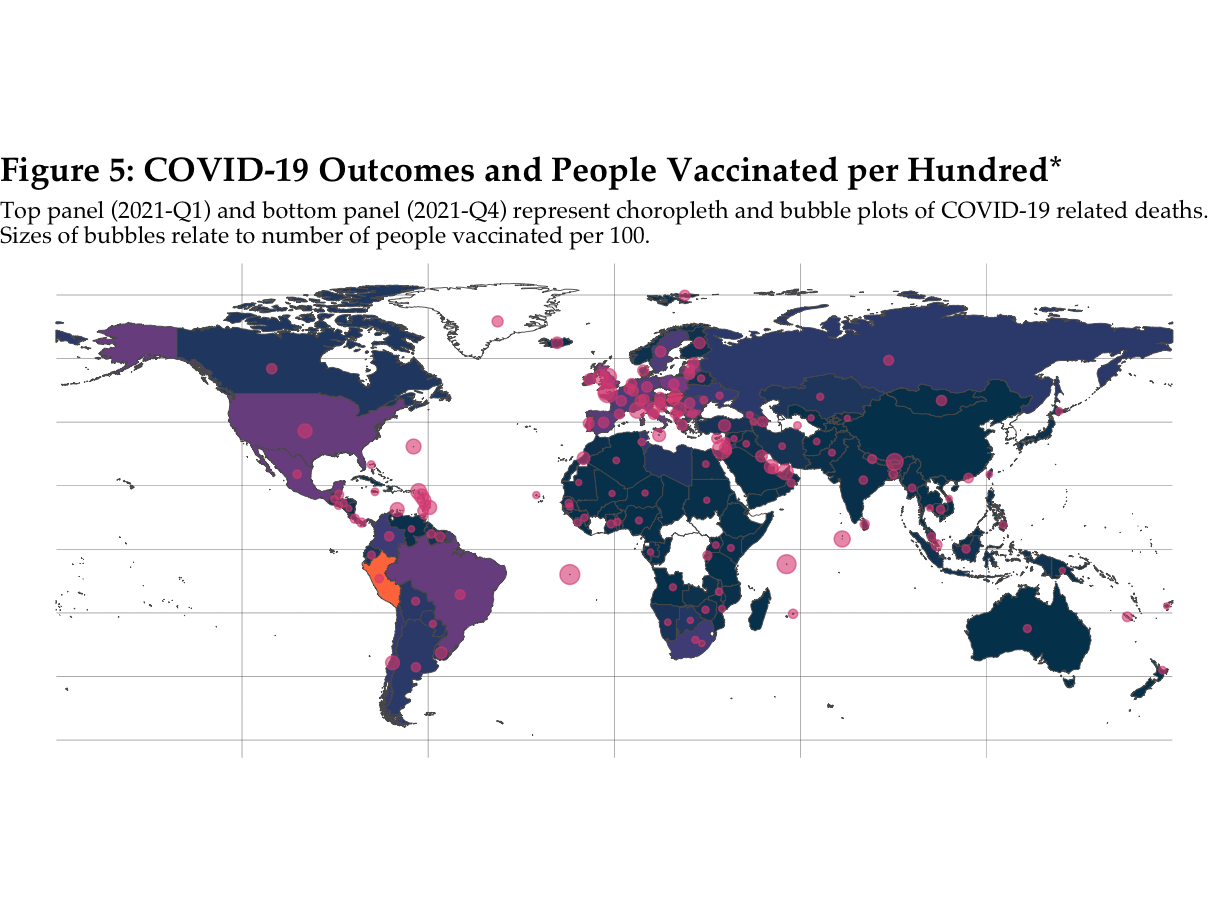 Figure 5: COVID-19 Outcomes and People Vaccinated per Hundred*
Top panel (2021-Q1) and bottom panel (2021-Q4) represent choropleth and bubble plots of COVID-19 related deaths.
Sizes of bubbles relate to number of people vaccinated per 100.